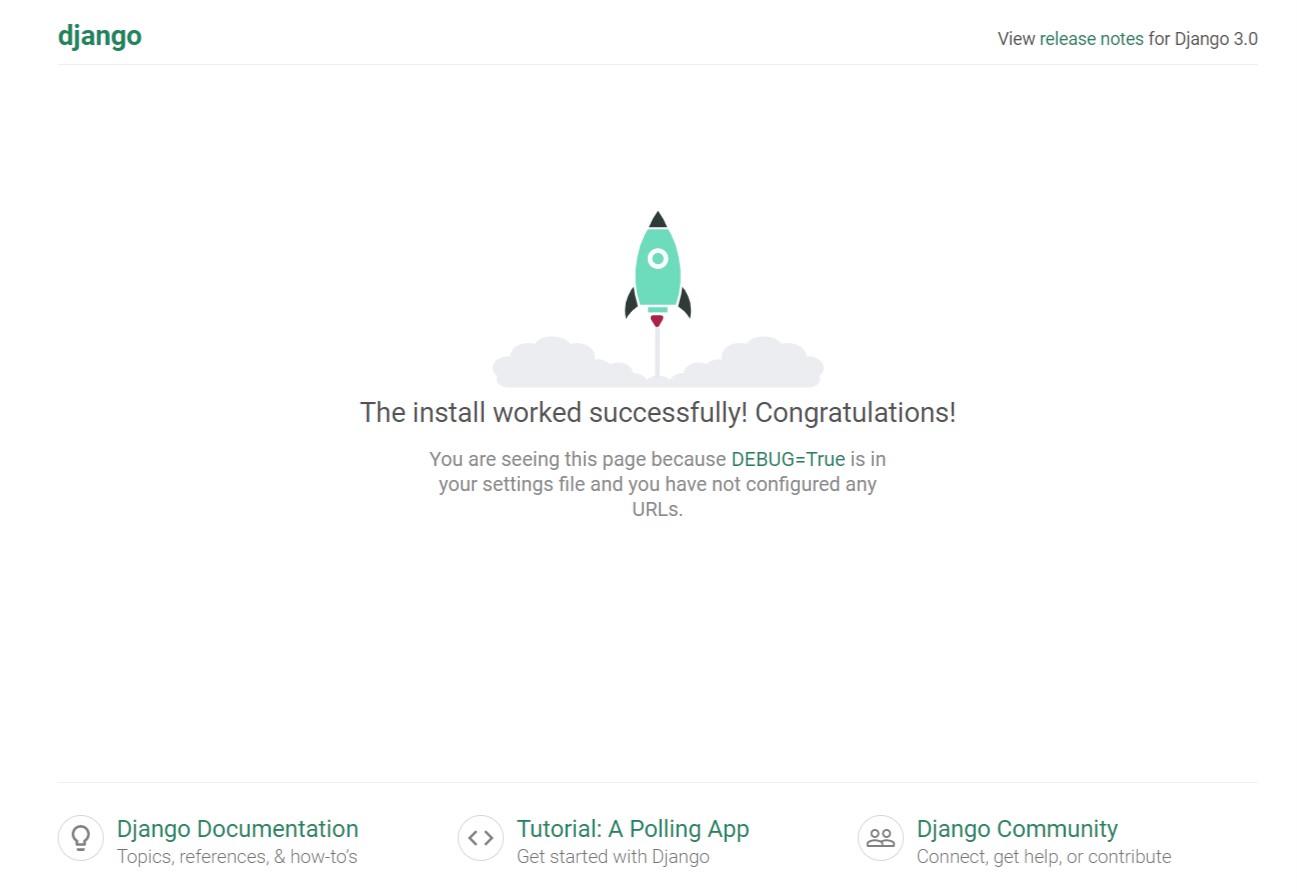 django
View release notes for Django 3.0
The install worked successfully! Congratulations!
You are seeing this page because DEBUG=True is in
your settings file and you have not configured any
URLs.
Django Documentation
Topics, references, & how-to’s
Tutorial: A Polling App
Get started with Django
Django Community
Connect, get help, or contribute